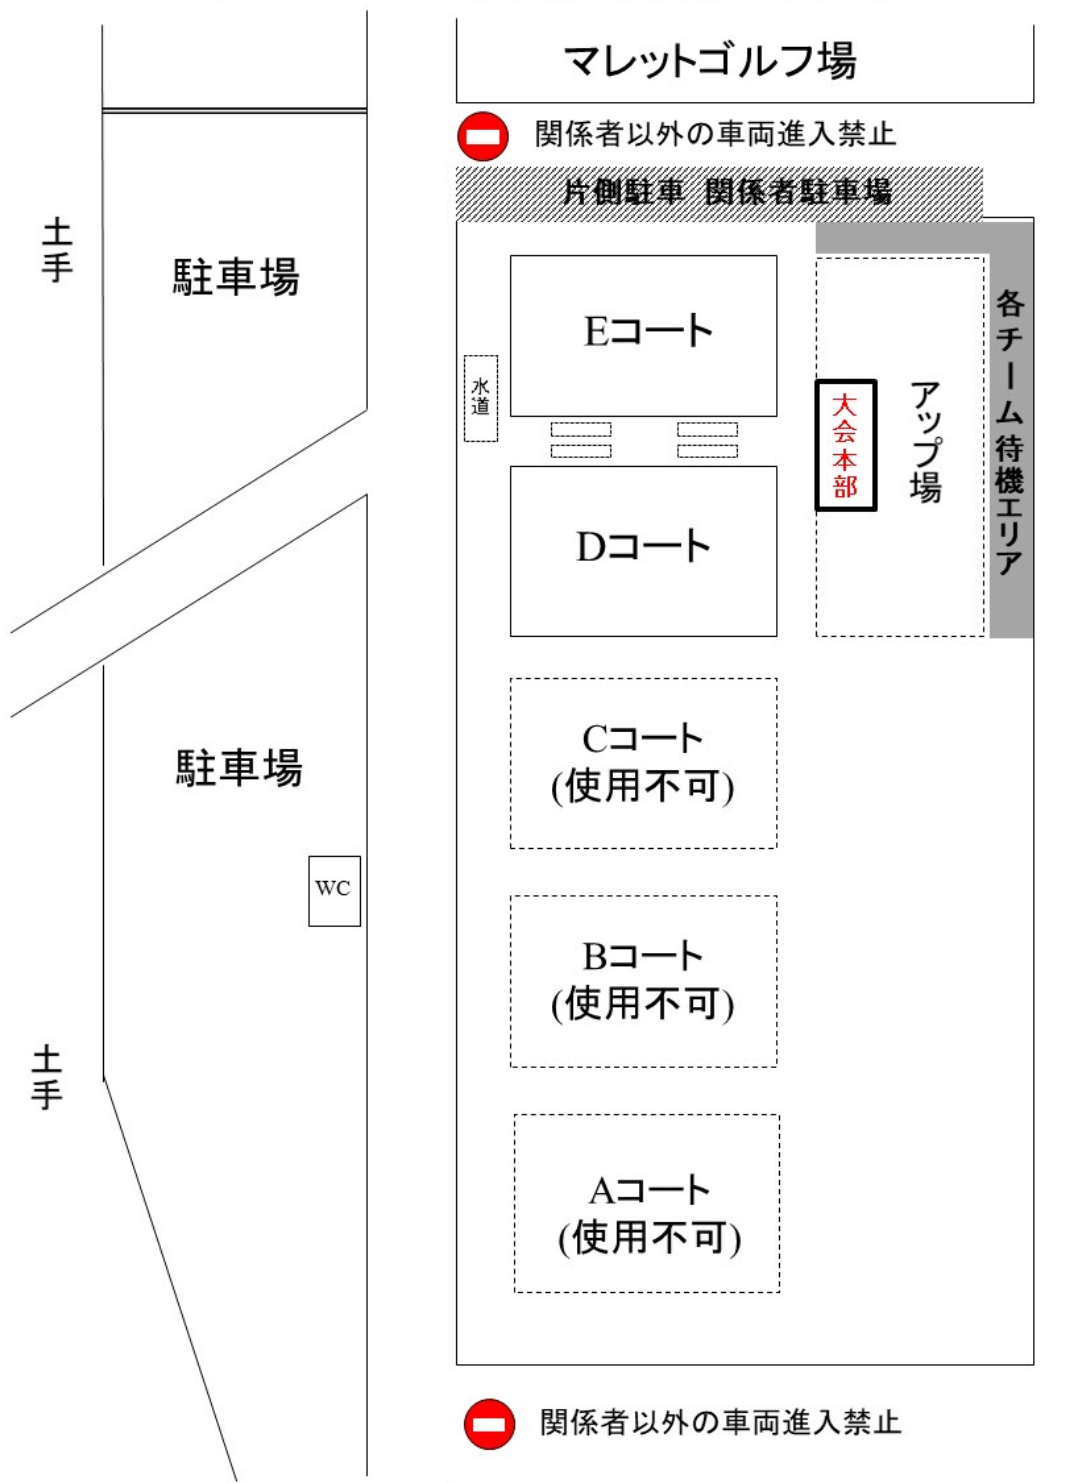 マレットゴルフ場
関係者以外の車両進入禁止
片側駐車 関係者駐車場
土手
駐車場
Eコート
各チーム待機エリア
水道
大会本部
アップ場
Dコート
Cコート
(使用不可)
駐車場
WC
Bコート
(使用不可)
土手
Aコート
(使用不可)
関係者以外の車両進入禁止